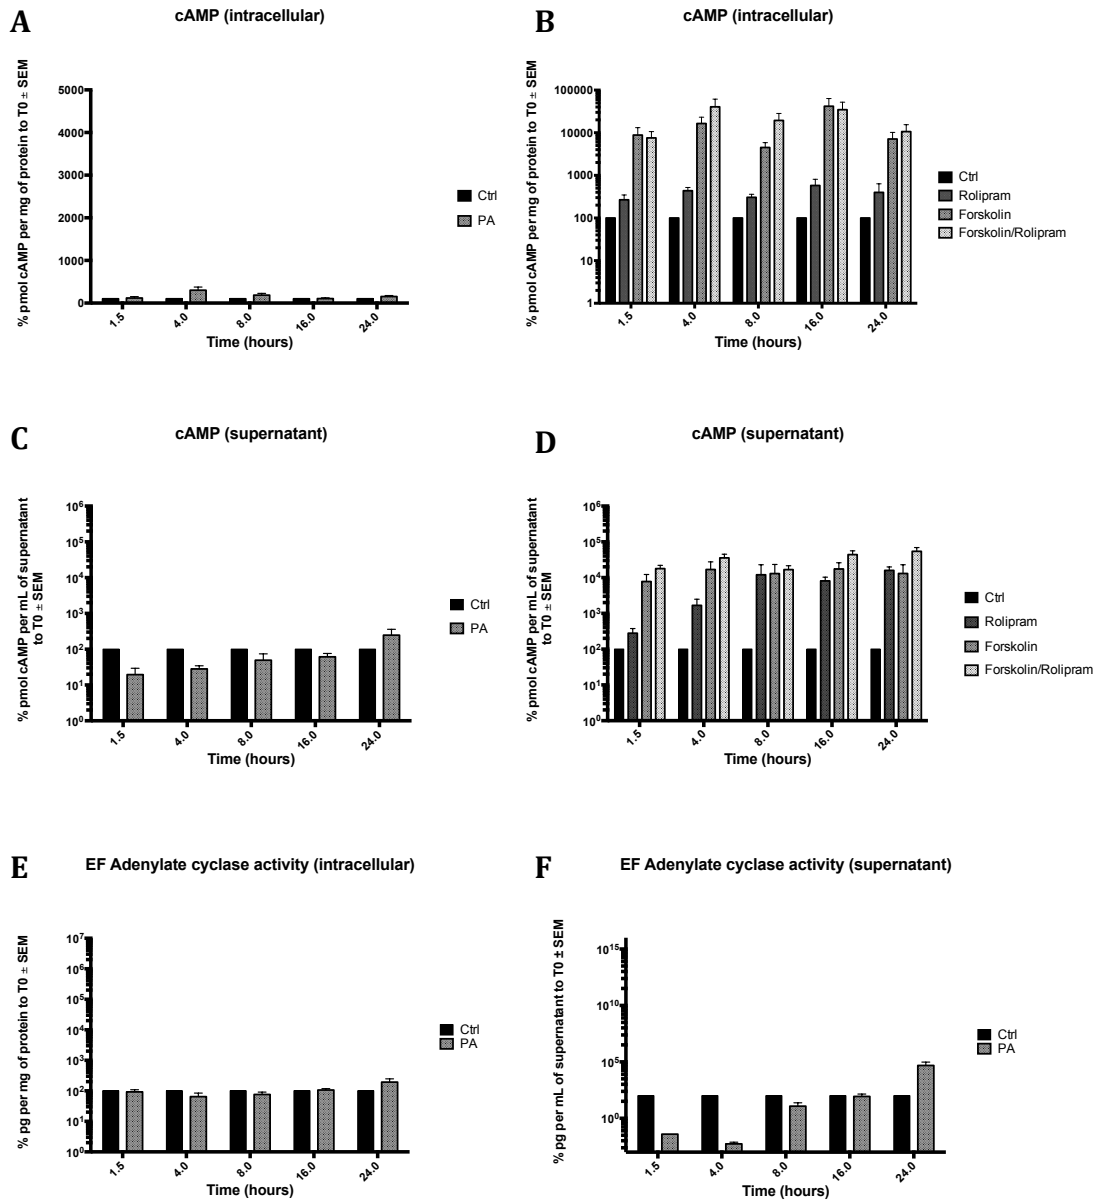 A
cAMP (intracellular)
% pmol cAMP per mg of protein to T0 ± SEM
5000
4000
3000
2000
1000
0
1.5
4.0
8.0
16.0
24.0
Time (hours)
Ctrl
PA
B
cAMP (intracellular)
% pmol cAMP per mg of protein to T0 ± SEM
100000
10000
1000
100
10
1
1.5
4.0
8.0
16.0
24.0
Time (hours)
Ctrl
Rolipram
Forskolin
Forskolin/Rolipram
C
cAMP (supernatant)
% pmol cAMP per mL of supernatant
to T0 ± SEM
10⁶
10⁵
10⁴
10³
10²
10¹
10⁰
1.5
4.0
8.0
16.0
24.0
Time (hours)
Ctrl
PA
D
cAMP (supernatant)
% pmol cAMP per mL of supernatant
to T0 ± SEM
10⁶
10⁵
10⁴
10³
10²
10¹
10⁰
1.5
4.0
8.0
16.0
24.0
Time (hours)
Ctrl
Rolipram
Forskolin
Forskolin/Rolipram
E
EF Adenylate cyclase activity (intracellular)
% pg per mg of protein to T0 ± SEM
10⁷
10⁶
10⁵
10⁴
10³
10²
10¹
10⁰
1.5
4.0
8.0
16.0
24.0
Time (hours)
Ctrl
PA
F
EF Adenylate cyclase activity (supernatant)
% pg per mL of supernatant to T0 ± SEM
10¹⁵
10¹⁰
10⁵
10⁰
1.5
4.0
8.0
16.0
24.0
Time (hours)
Ctrl
PA